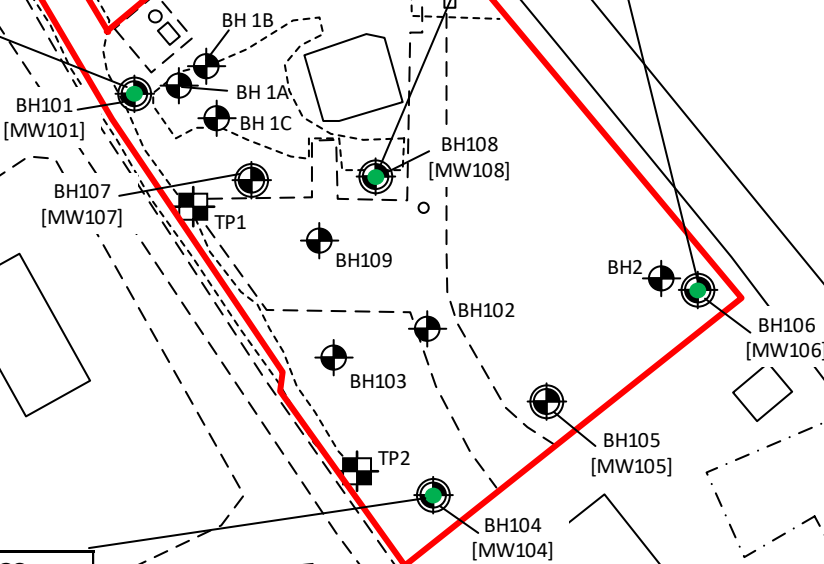 BH 1B
BH 1A
BH101
[MW101]
BH 1C
BH108
[MW108]
BH107
[MW107]
TP1
BH109
BH2
BH102
BH106
[MW106]
BH103
BH105
[MW105]
TP2
BH104
[MW104]